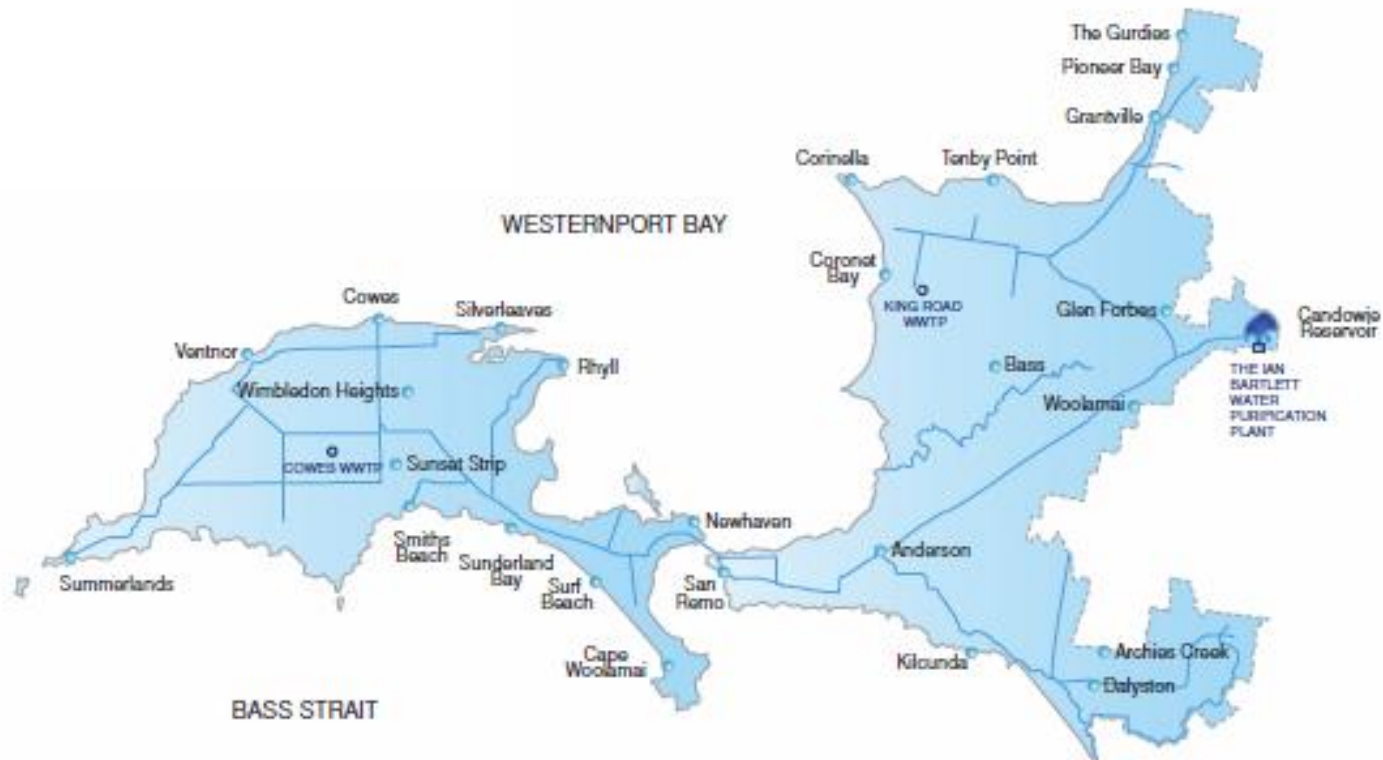 The Gurdies
Pioneer Bay
Grantville
Corinella
Tenby Point
WESTERNPORT BAY
Coronet
Bay
KING ROAD
WWTP
Glen Forbes
Candowie
Reservoir
THE IAN
BARTLETT
WATER
PURIFICATION
PLANT
Cowes
Silverleaves
Ventnor
Rhyll
Wimbledon Heights
Bass
Woolamai
COWES WWTP
Sunset Strip
Newhaven
Smiths
Beach
Sunderland
Bay
Surf
Beach
San
Remo
Anderson
Summerlands
Cape
Woolamai
Kilcunda
Archies Creek
Dalyston
BASS STRAIT